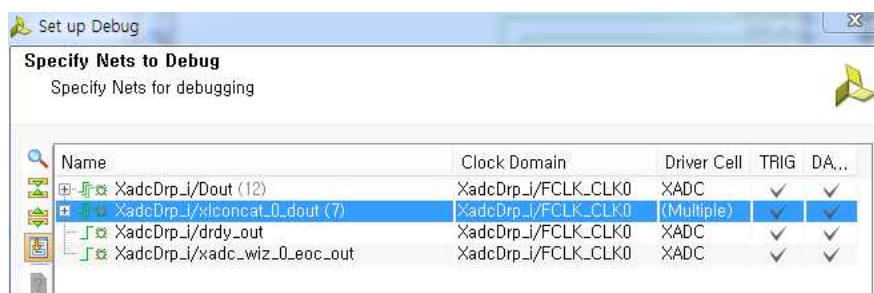 Set up Debug
Specify Nets to Debug
Specify Nets for debugging
Name Clock Domain Driver Cell TRIG DA...
XadcDrp_i/Dout (12) XadcDrp_i/FCLK_CLK0 XADC
XadcDrp_i/xlconcat_0_dout (7) XadcDrp_i/FCLK_CLK0 (Multiple)
XadcDrp_i/drdy_out XadcDrp_i/FCLK_CLK0 XADC
XadcDrp_i/xadc_wiz_0_eoc_out XadcDrp_i/FCLK_CLK0 XADC